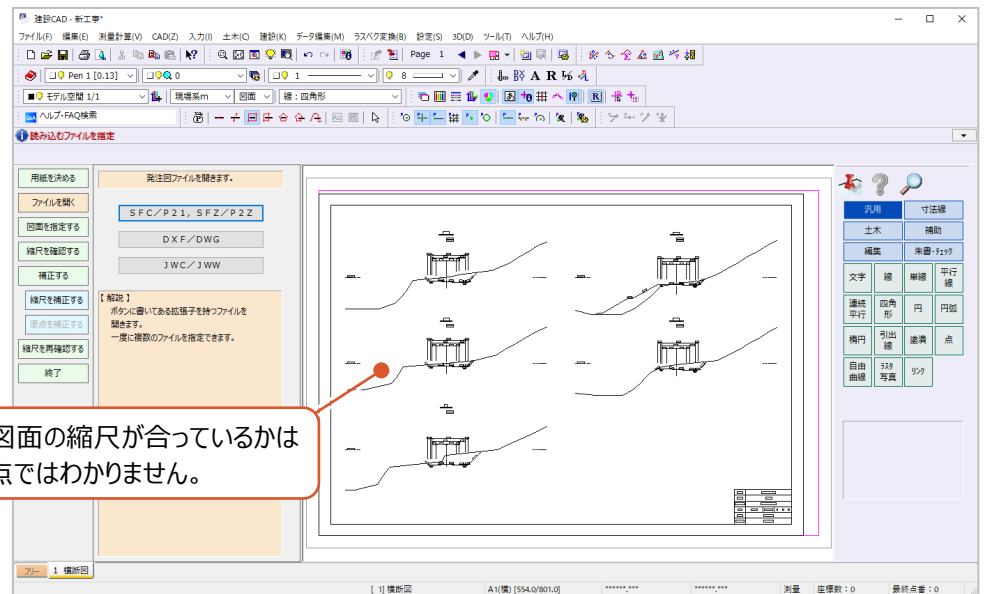 建設CAD - 新工事*
ファイル(F) 編集(E) 測量計算(V) CAD(Z) 入力(I) 土木(C) 建設(K) データ編集(M) ラスベク変換(B) 設定(S) 3D(D) ツール(T) ヘルプ(H)
Page 1
Pen 1 [0.13] 0 1 8 A R
モデル空間 1/1 現場系m 図面 線：四角形 R
ヘルプ・FAQ検索
読み込むファイルを指定
用紙を決める
ファイルを開く
図面を指定する
縮尺を確認する
補正する
縮尺を補正する
原点を補正する
縮尺を再確認する
終了
発注図ファイルを開きます。
ＳＦＣ／Ｐ２１，ＳＦＺ／Ｐ２Ｚ
ＤＸＦ／ＤＷＧ
ＪＷＣ／ＪＷＷ
【 解説 】
ボタンに書いてある拡張子を持つファイルを
開きます。
一度に複数のファイルを指定できます。
図面の縮尺が合っているかは
点ではわかりません。
汎用 寸法線
土木 補助
編集 朱書・ﾁｪｯｸ
文字 線 単線 平行線
連続平行 四角形 円 円弧
楕円 引出線 塗潰 点
自由曲線 ﾗｽﾀ写真 ﾘﾝｸ
フリー 1 横断図
[ 1] 横断図 A1(横) [554.0/801.0] ******.*** ******.*** 測量 座標数：0 最終点番：0